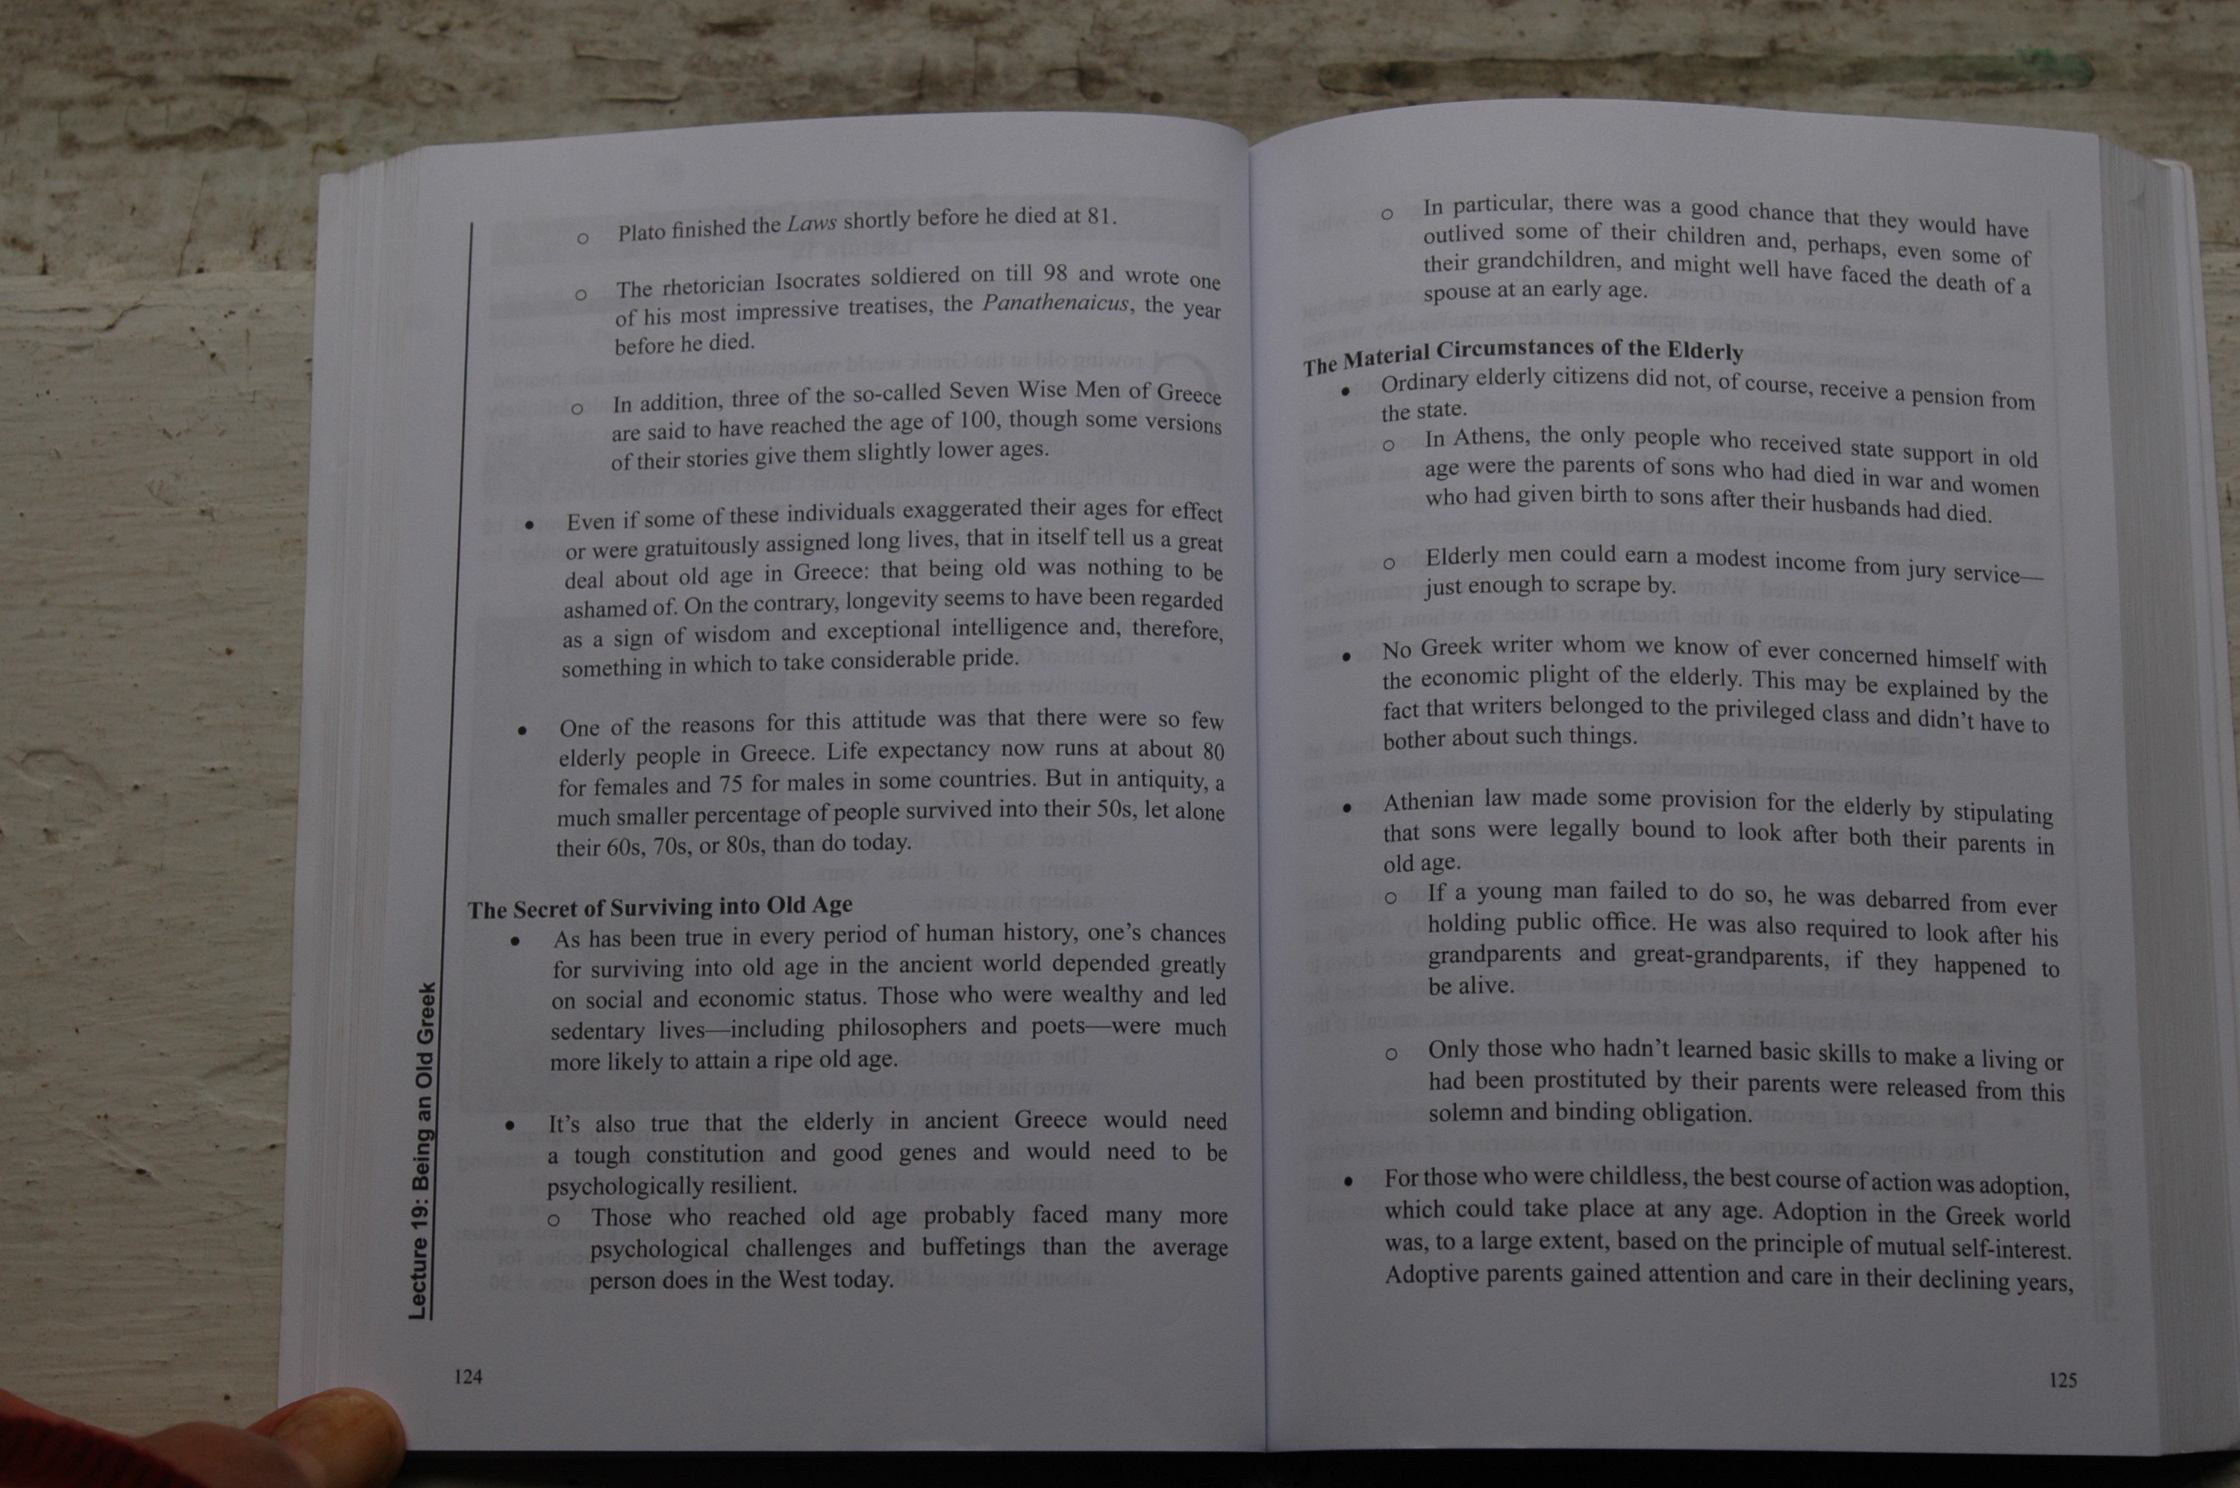 ○ Plato finished the Laws shortly before he died at 81.
○ The rhetorician Isocrates soldiered on till 98 and wrote one
of his most impressive treatises, the Panathenaicus, the year
before he died.
○ In addition, three of the so-called Seven Wise Men of Greece
are said to have reached the age of 100, though some versions
of their stories give them slightly lower ages.
• Even if some of these individuals exaggerated their ages for effect
or were gratuitously assigned long lives, that in itself tell us a great
deal about old age in Greece: that being old was nothing to be
ashamed of. On the contrary, longevity seems to have been regarded
as a sign of wisdom and exceptional intelligence and, therefore,
something in which to take considerable pride.
• One of the reasons for this attitude was that there were so few
elderly people in Greece. Life expectancy now runs at about 80
for females and 75 for males in some countries. But in antiquity, a
much smaller percentage of people survived into their 50s, let alone
their 60s, 70s, or 80s, than do today.
The Secret of Surviving into Old Age
• As has been true in every period of human history, one's chances
for surviving into old age in the ancient world depended greatly
on social and economic status. Those who were wealthy and led
sedentary lives—including philosophers and poets—were much
more likely to attain a ripe old age.
• It's also true that the elderly in ancient Greece would need
a tough constitution and good genes and would need to be
psychologically resilient.
○ Those who reached old age probably faced many more
psychological challenges and buffetings than the average
person does in the West today.
Lecture 19: Being an Old Greek
124
○ In particular, there was a good chance that they would have
outlived some of their children and, perhaps, even some of
their grandchildren, and might well have faced the death of a
spouse at an early age.
The Material Circumstances of the Elderly
• Ordinary elderly citizens did not, of course, receive a pension from
the state.
○ In Athens, the only people who received state support in old
age were the parents of sons who had died in war and women
who had given birth to sons after their husbands had died.
○ Elderly men could earn a modest income from jury service—
just enough to scrape by.
• No Greek writer whom we know of ever concerned himself with
the economic plight of the elderly. This may be explained by the
fact that writers belonged to the privileged class and didn't have to
bother about such things.
• Athenian law made some provision for the elderly by stipulating
that sons were legally bound to look after both their parents in
old age.
○ If a young man failed to do so, he was debarred from ever
holding public office. He was also required to look after his
grandparents and great-grandparents, if they happened to
be alive.
○ Only those who hadn't learned basic skills to make a living or
had been prostituted by their parents were released from this
solemn and binding obligation.
• For those who were childless, the best course of action was adoption,
which could take place at any age. Adoption in the Greek world
was, to a large extent, based on the principle of mutual self-interest.
Adoptive parents gained attention and care in their declining years,
125